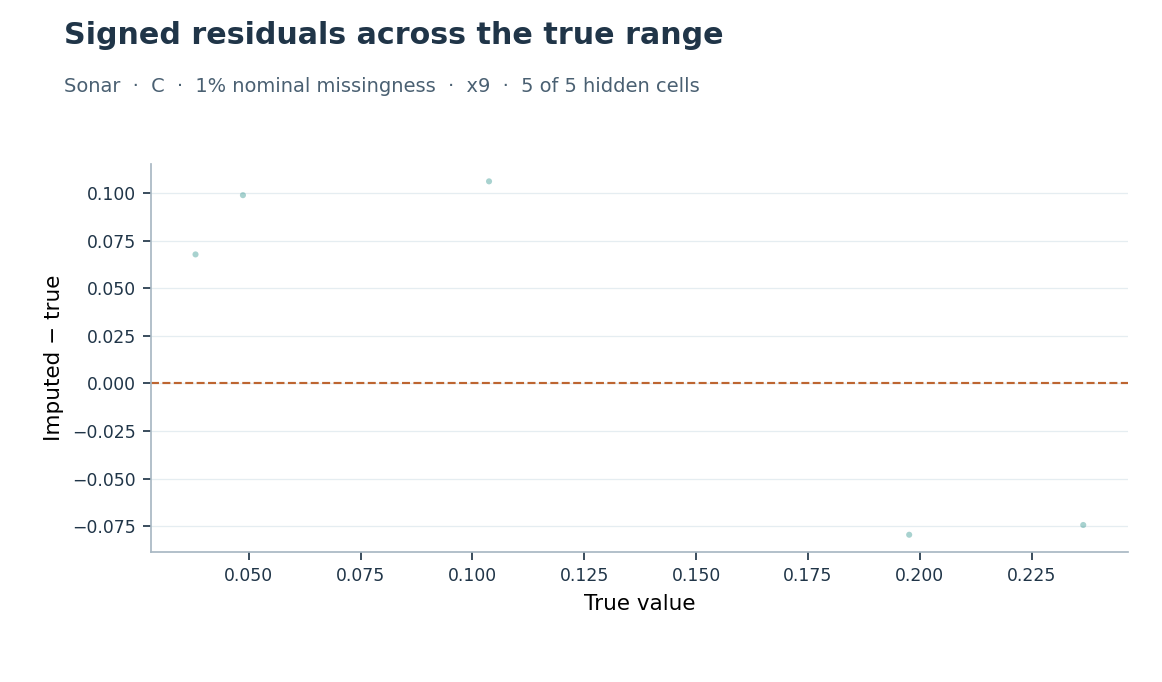 Signed residuals across the true range
Sonar · C · 1% nominal missingness · x9 · 5 of 5 hidden cells
Imputed − true
0.100
0.075
0.050
0.025
0.000
−0.025
−0.050
−0.075
0.050 0.075 0.100 0.125 0.150 0.175 0.200 0.225
True value